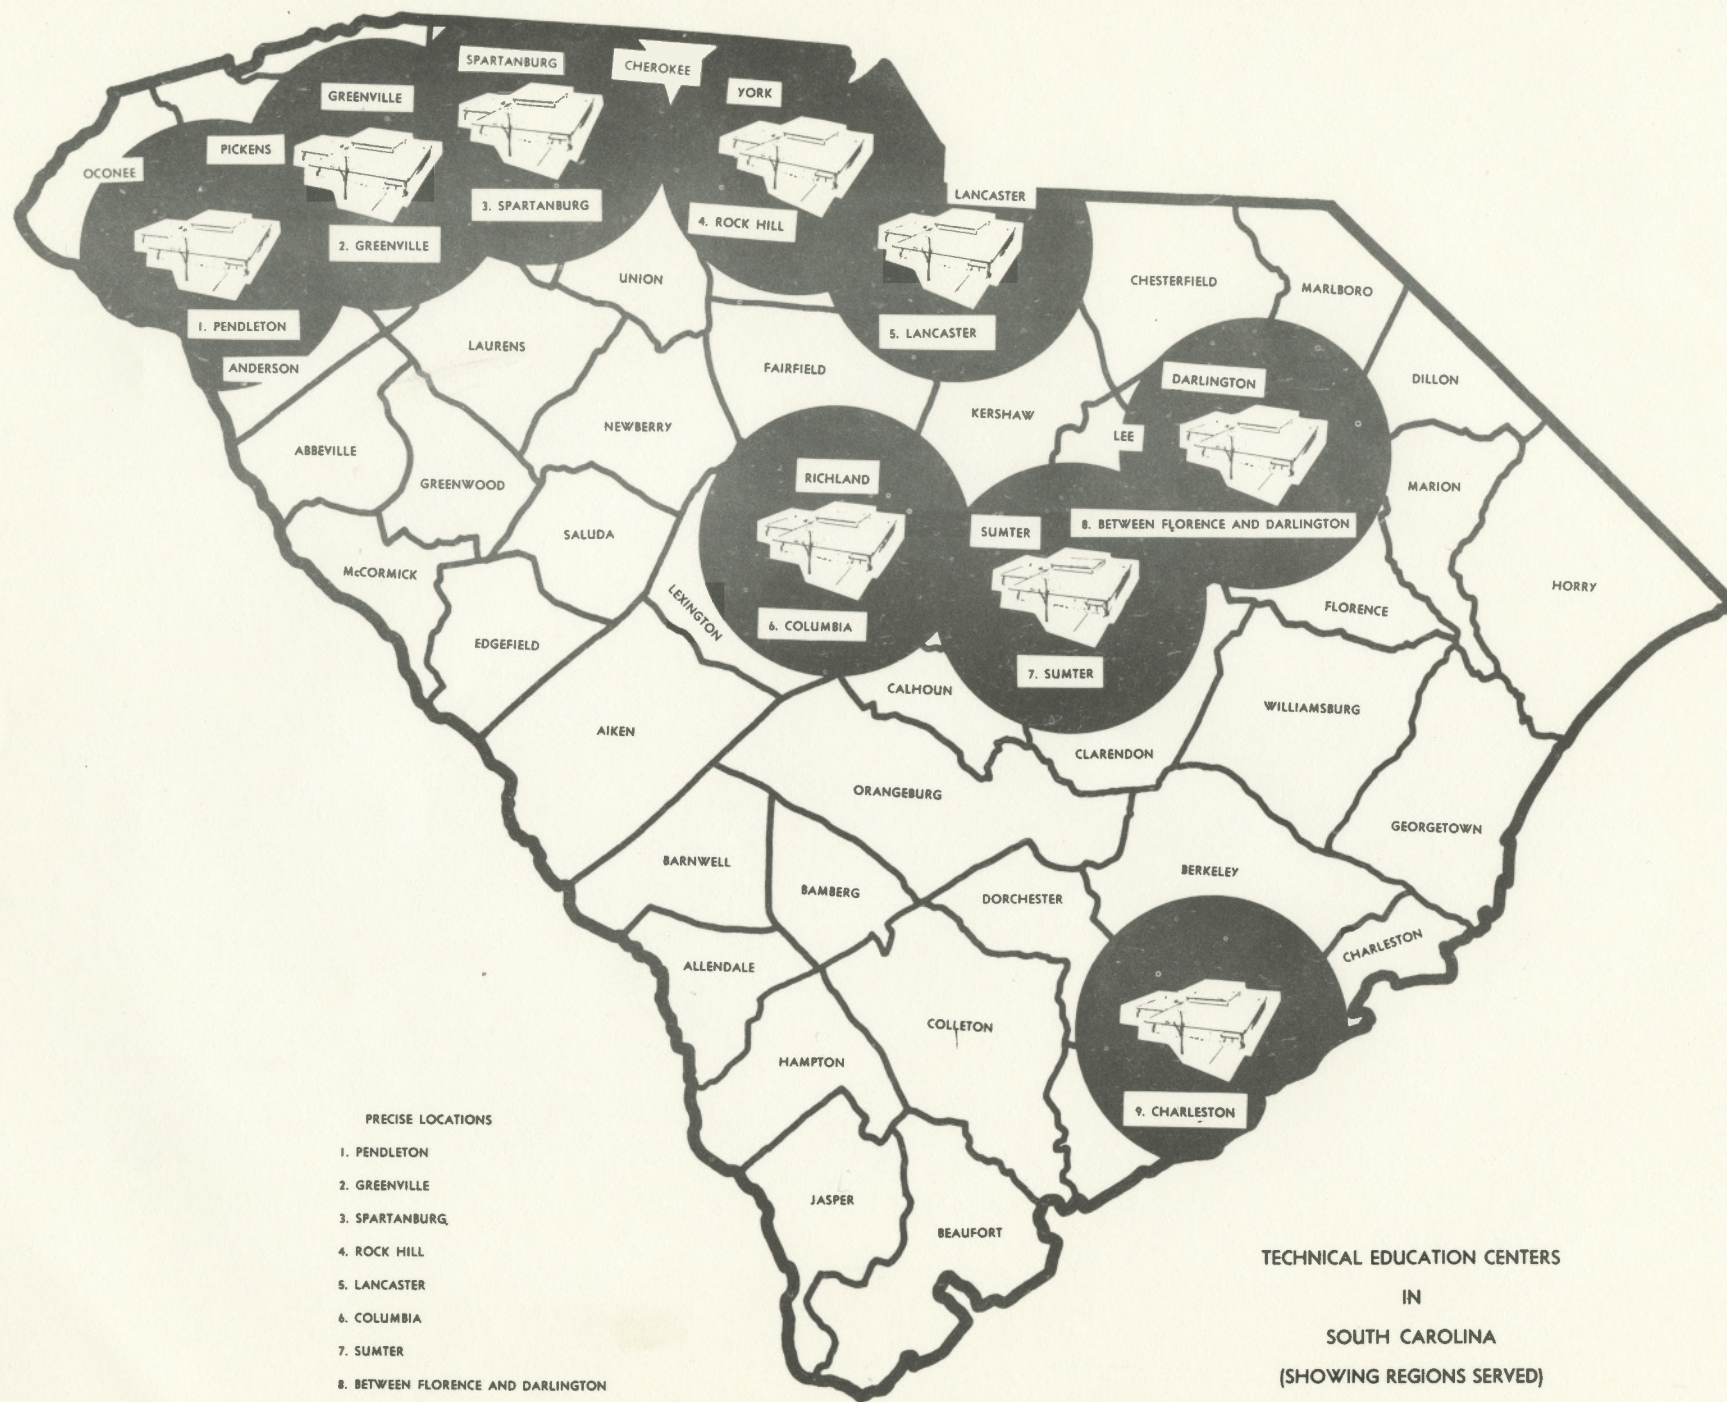 SPARTANBURG
CHEROKEE
GREENVILLE
YORK
PICKENS
OCONEE
LANCASTER
3. SPARTANBURG
4. ROCK HILL
2. GREENVILLE
UNION
CHESTERFIELD
MARLBORO
1. PENDLETON
5. LANCASTER
LAURENS
ANDERSON
FAIRFIELD
DARLINGTON
DILLON
KERSHAW
NEWBERRY
LEE
ABBEVILLE
RICHLAND
GREENWOOD
MARION
8. BETWEEN FLORENCE AND DARLINGTON
SALUDA
SUMTER
McCORMICK
HORRY
LEXINGTON
FLORENCE
6. COLUMBIA
EDGEFIELD
7. SUMTER
CALHOUN
WILLIAMSBURG
AIKEN
CLARENDON
ORANGEBURG
GEORGETOWN
BARNWELL
BERKELEY
BAMBERG
DORCHESTER
CHARLESTON
ALLENDALE
COLLETON
HAMPTON
9. CHARLESTON
JASPER
BEAUFORT
PRECISE LOCATIONS
1. PENDLETON
2. GREENVILLE
3. SPARTANBURG
4. ROCK HILL
5. LANCASTER
6. COLUMBIA
7. SUMTER
8. BETWEEN FLORENCE AND DARLINGTON
TECHNICAL EDUCATION CENTERS
IN
SOUTH CAROLINA
(SHOWING REGIONS SERVED)